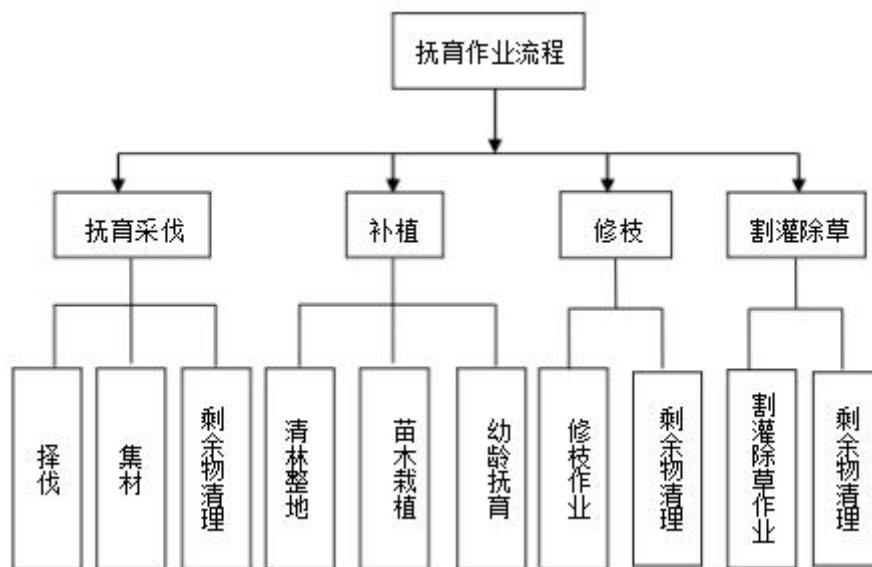 抚育作业流程
抚育采伐
补植
修枝
割灌除草
择伐
集材
剩余物清理
清林整地
苗木栽植
幼龄抚育
修枝作业
剩余物清理
割灌除草作业
剩余物清理